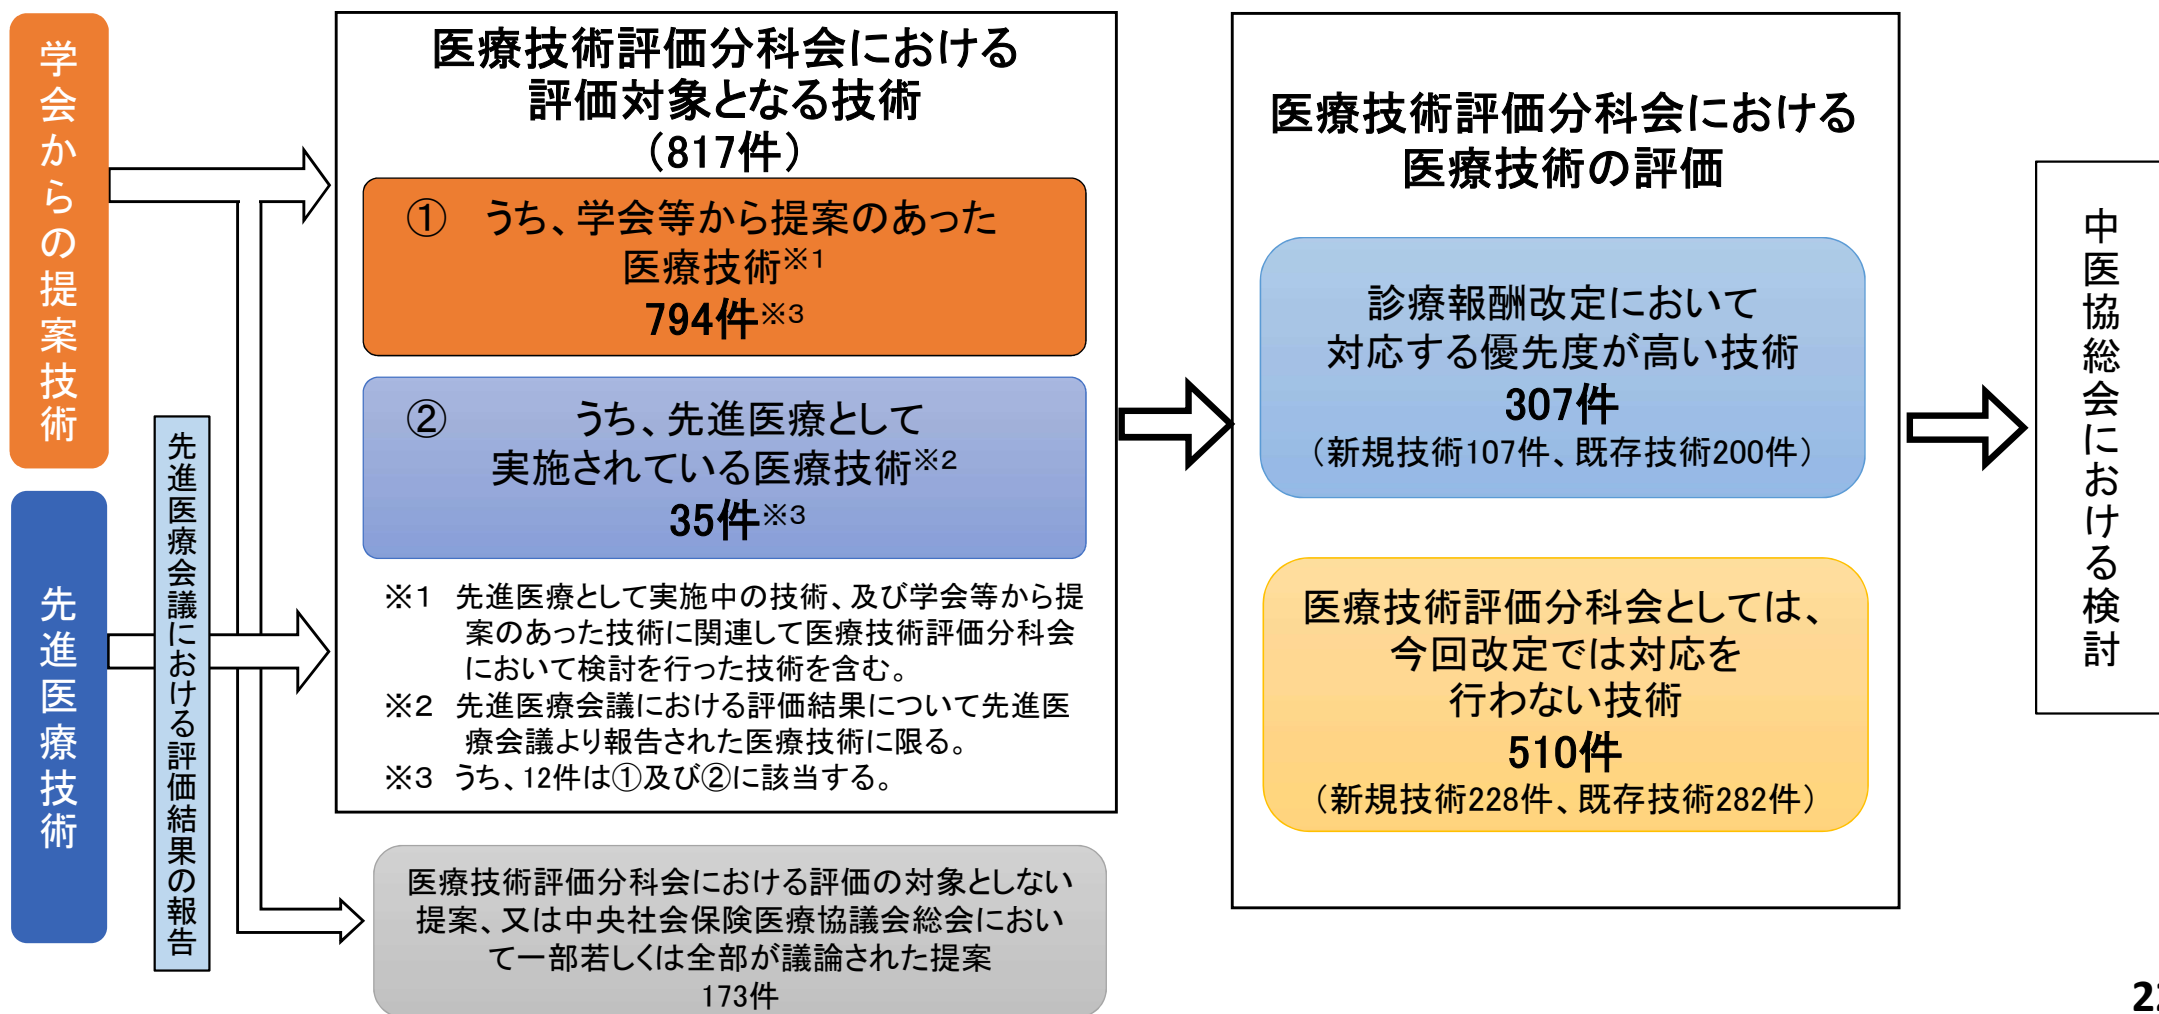 学会からの提案技術
先進医療技術
先進医療会議における評価結果の報告
医療技術評価分科会における
評価対象となる技術
（817件）
① うち、学会等から提案のあった
医療技術※1
794件※3
② うち、先進医療として
実施されている医療技術※2
35件※3
※1 先進医療として実施中の技術、及び学会等から提
案のあった技術に関連して医療技術評価分科会
において検討を行った技術を含む。
※2 先進医療会議における評価結果について先進医
療会議より報告された医療技術に限る。
※3 うち、12件は①及び②に該当する。
医療技術評価分科会における評価の対象としない
提案、又は中央社会保険医療協議会総会におい
て一部若しくは全部が議論された提案
173件
医療技術評価分科会における
医療技術の評価
診療報酬改定において
対応する優先度が高い技術
307件
（新規技術107件、既存技術200件）
医療技術評価分科会としては、
今回改定では対応を
行わない技術
510件
（新規技術228件、既存技術282件）
中医協総会における検討